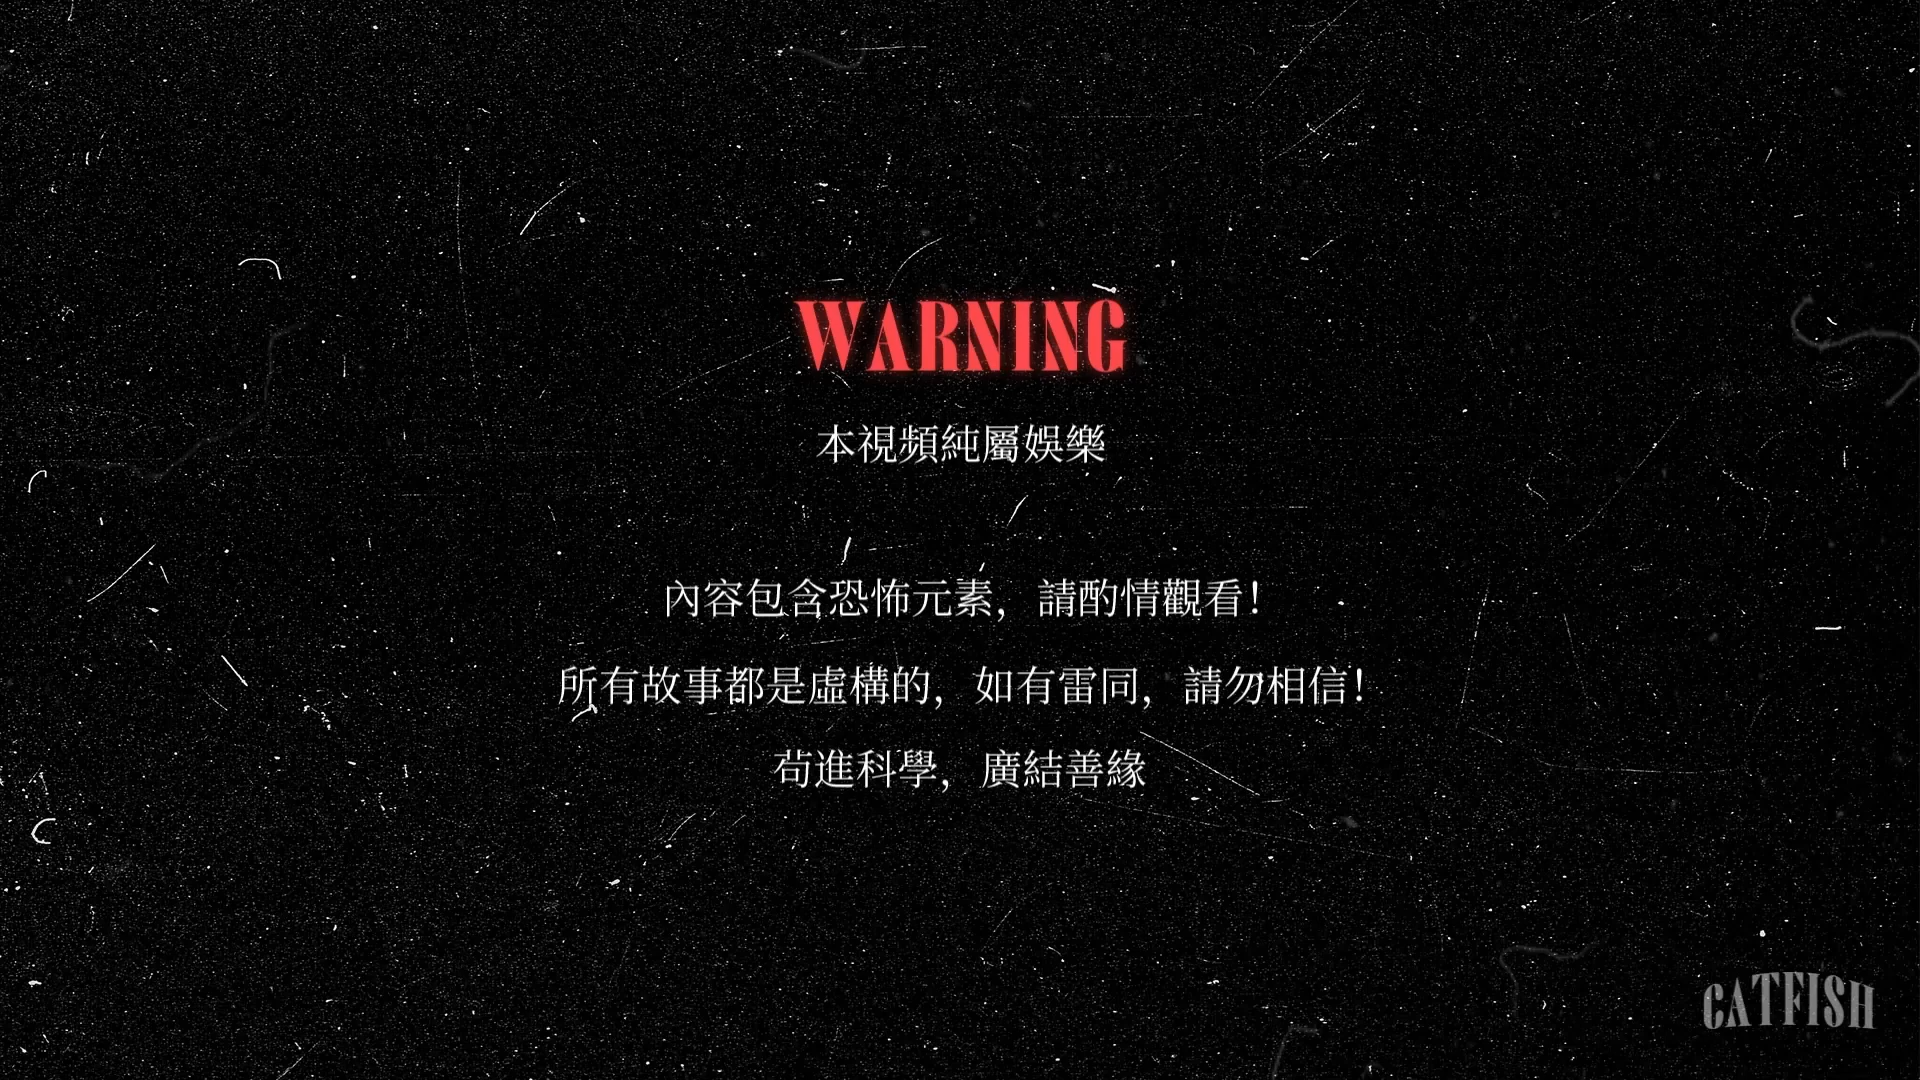 WARNING
本視頻純屬娛樂
內容包含恐怖元素，請酌情觀看！
所有故事都是虛構的，如有雷同，請勿相信！
茍進科學，廣結善緣
CATFISH